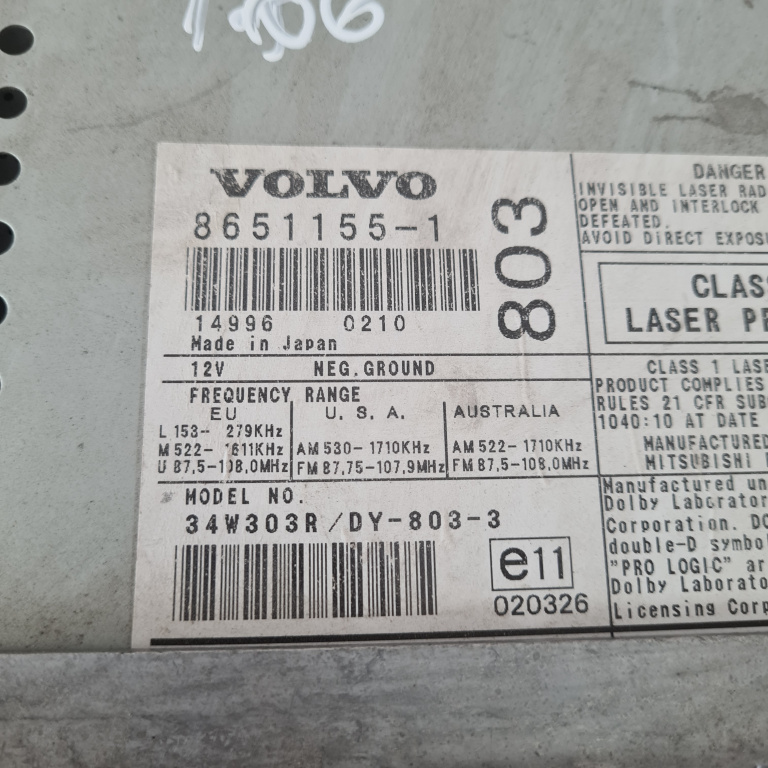 VOLVO
8651155-1
14996 0210
Made in Japan
803
12V NEG.GROUND
FREQUENCY RANGE
EU
L 153- 279KHz
M 522- 1611KHz
U 87,5-108,0MHz
U. S. A.
AM 530-1710KHz
FM 87,75-107,9MHz
AUSTRALIA
AM 522-1710KHz
FM 87,5-108,0MHz
MODEL NO.
34W303R/DY-803-3
e11
020326
DANGER
INVISIBLE LASER RAD
OPEN AND INTERLOCK
DEFEATED.
AVOID DIRECT EXPOS
CLAS
LASER PR
CLASS 1 LASE
PRODUCT COMPLIES
RULES 21 CFR SUB
1040:10 AT DATE
MANUFACTURED
MITSUBISHI
Manufactured un
Dolby Laborator
Corporation. DO
double-D symbo
"PRO LOGIC" ar
Dolby Laborato
Licensing Corp